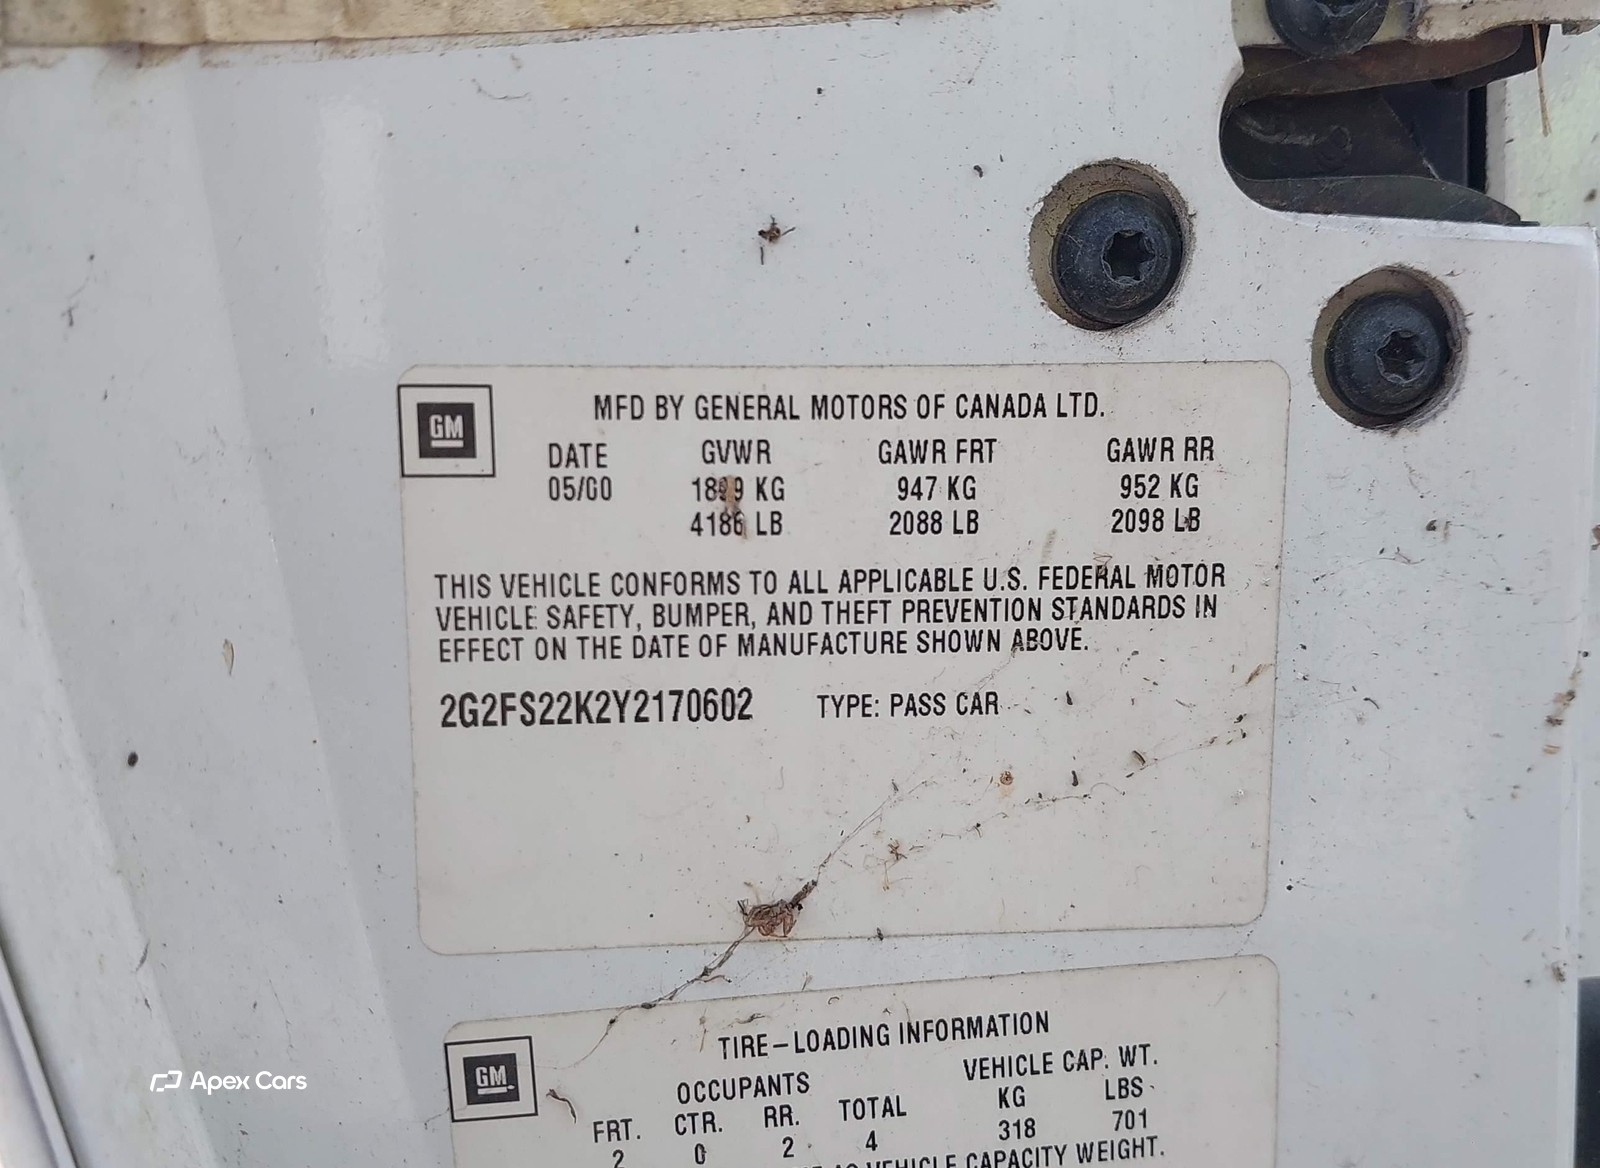 GM
MFD BY GENERAL MOTORS OF CANADA LTD.
DATE GVWR GAWR FRT GAWR RR
05/00 1899 KG 947 KG 952 KG
4186 LB 2088 LB 2098 LB
THIS VEHICLE CONFORMS TO ALL APPLICABLE U.S. FEDERAL MOTOR
VEHICLE SAFETY, BUMPER, AND THEFT PREVENTION STANDARDS IN
EFFECT ON THE DATE OF MANUFACTURE SHOWN ABOVE.
2G2FS22K2Y2170602 TYPE: PASS CAR
GM
TIRE–LOADING INFORMATION
OCCUPANTS VEHICLE CAP. WT.
FRT. CTR. RR. TOTAL KG LBS
2 0 2 4 318 701
VEHICLE CAPACITY WEIGHT.
Apex Cars